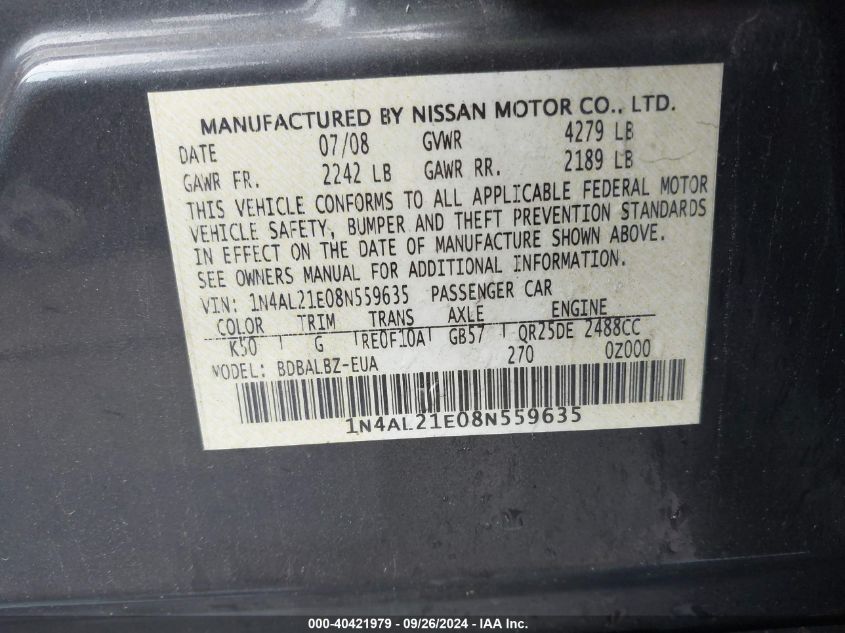 MANUFACTURED BY NISSAN MOTOR CO., LTD.
DATE 07/08 GVWR 4279 LB
GAWR FR. 2242 LB GAWR RR. 2189 LB
THIS VEHICLE CONFORMS TO ALL APPLICABLE FEDERAL MOTOR
VEHICLE SAFETY, BUMPER AND THEFT PREVENTION STANDARDS
IN EFFECT ON THE DATE OF MANUFACTURE SHOWN ABOVE.
SEE OWNERS MANUAL FOR ADDITIONAL INFORMATION.
VIN: 1N4AL21E08N559635 PASSENGER CAR
COLOR TRIM TRANS AXLE ENGINE
K50 G RE0F10A GB57 QR25DE 2488CC
MODEL: BDBALBZ-EUA 270 0Z000
1N4AL21E08N559635
000-40421979 - 09/26/2024 - IAA Inc.